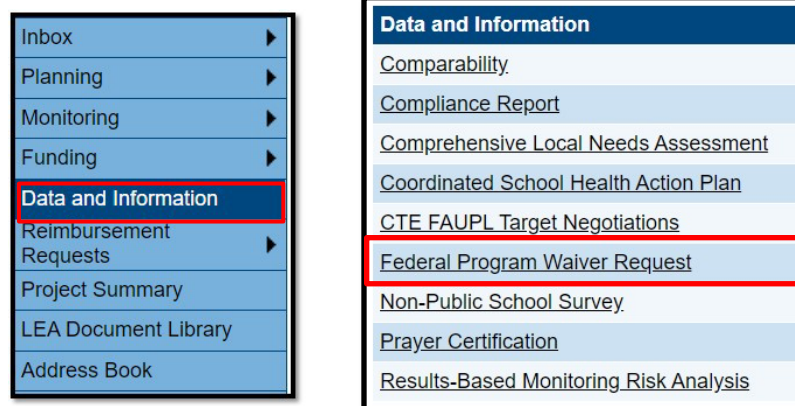 Inbox
Planning
Monitoring
Funding
Data and Information
Reimbursement
Requests
Project Summary
LEA Document Library
Address Book
Data and Information
Comparability
Compliance Report
Comprehensive Local Needs Assessment
Coordinated School Health Action Plan
CTE FAUPL Target Negotiations
Federal Program Waiver Request
Non-Public School Survey
Prayer Certification
Results-Based Monitoring Risk Analysis